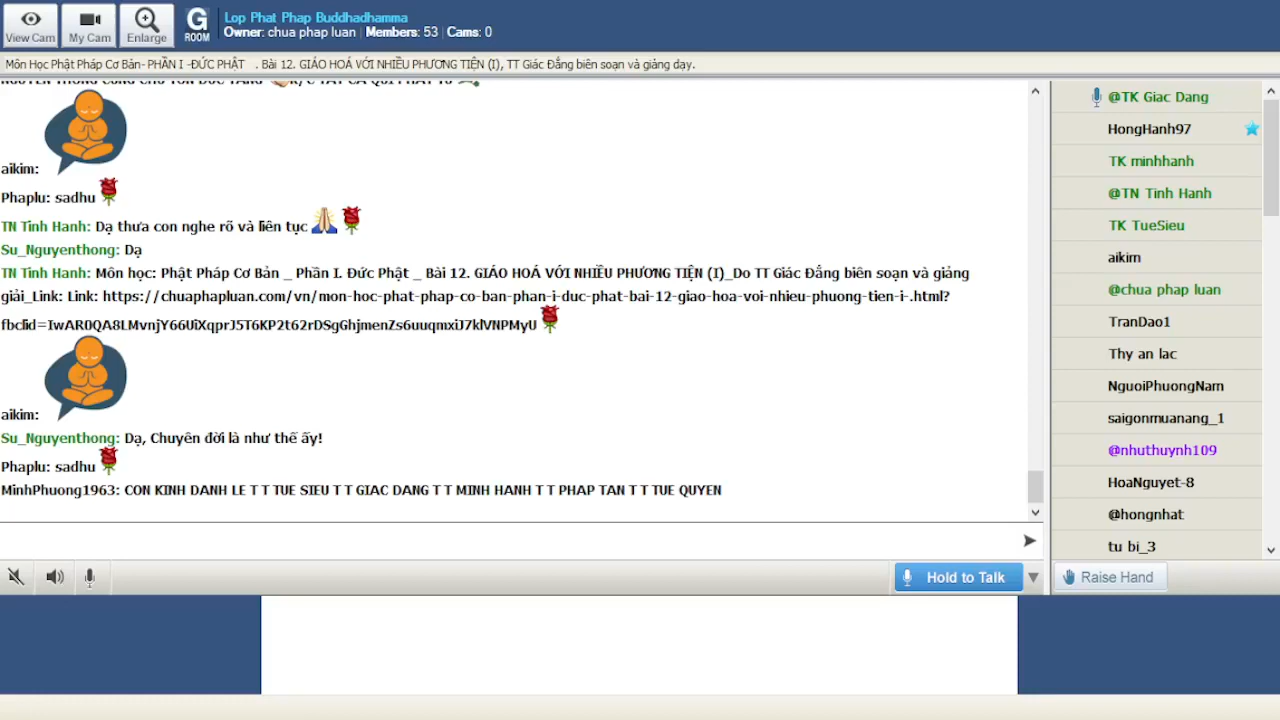 View Cam
My Cam
Enlarge
G
ROOM
Lop Phat Phap Buddhadhamma
Owner: chua phap luan | Members: 53 | Cams: 0
Môn Học Phật Pháp Cơ Bản- PHẦN I -ĐỨC PHẬT . Bài 12. GIÁO HOÁ VỚI NHIỀU PHƯƠNG TIỆN (I), TT Giác Đẳng biên soạn và giảng dạy.
aikim:
Phaplu: sadhu
TN Tinh Hanh: Dạ thưa con nghe rõ và liên tục
Su_Nguyenthong: Dạ
TN Tinh Hanh: Môn học: Phật Pháp Cơ Bản _ Phần I. Đức Phật _ Bài 12. GIÁO HOÁ VỚI NHIỀU PHƯƠNG TIỆN (I)_Do TT Giác Đẳng biên soạn và giảng
giải_Link: Link: https://chuaphapluan.com/vn/mon-hoc-phat-phap-co-ban-phan-i-duc-phat-bai-12-giao-hoa-voi-nhieu-phuong-tien-i-.html?
fbclid=IwAR0QA8LMvnjY66UiXqprJ5T6KP2t62rDSgGhjmenZs6uuqmxiJ7klVNPMyU
aikim:
Su_Nguyenthong: Dạ, Chuyên đời là như thế ấy!
Phaplu: sadhu
MinhPhuong1963: CON KINH DANH LE T T TUE SIEU T T GIAC DANG T T MINH HANH T T PHAP TAN T T TUE QUYEN
Hold to Talk
@TK Giac Dang
HongHanh97
TK minhhanh
@TN Tinh Hanh
TK TueSieu
aikim
@chua phap luan
TranDao1
Thy an lac
NguoiPhuongNam
saigonmuanang_1
@nhuthuynh109
HoaNguyet-8
@hongnhat
tu bi_3
Raise Hand